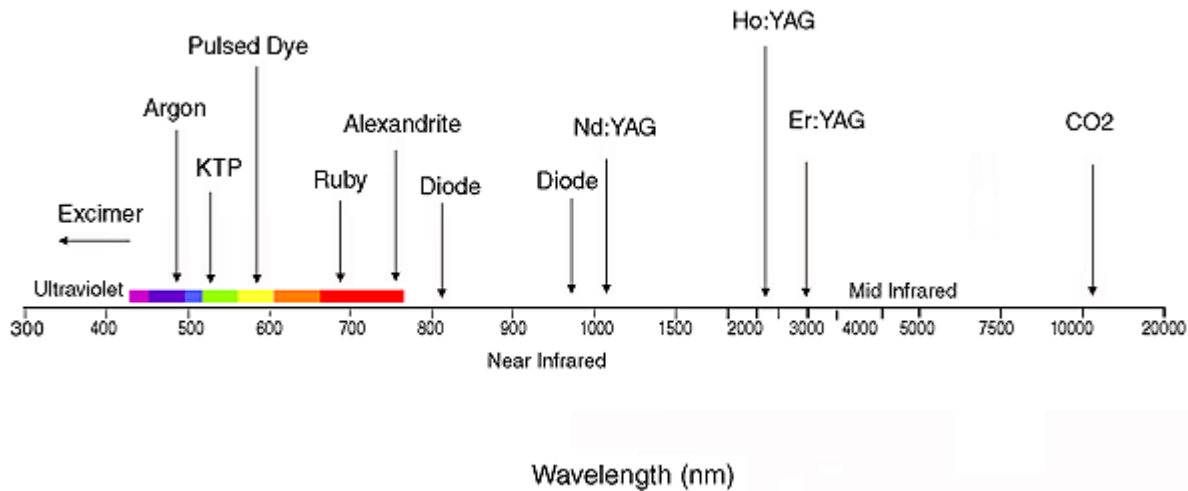 Ho:YAG
Pulsed Dye
Argon
Alexandrite
Nd:YAG
Er:YAG
CO2
KTP
Ruby
Diode
Diode
Excimer
Ultraviolet
Mid Infrared
300 400 500 600 700 800 900 1000 1500 2000 3000 4000 5000 7500 10000 20000
Near Infrared
Wavelength (nm)